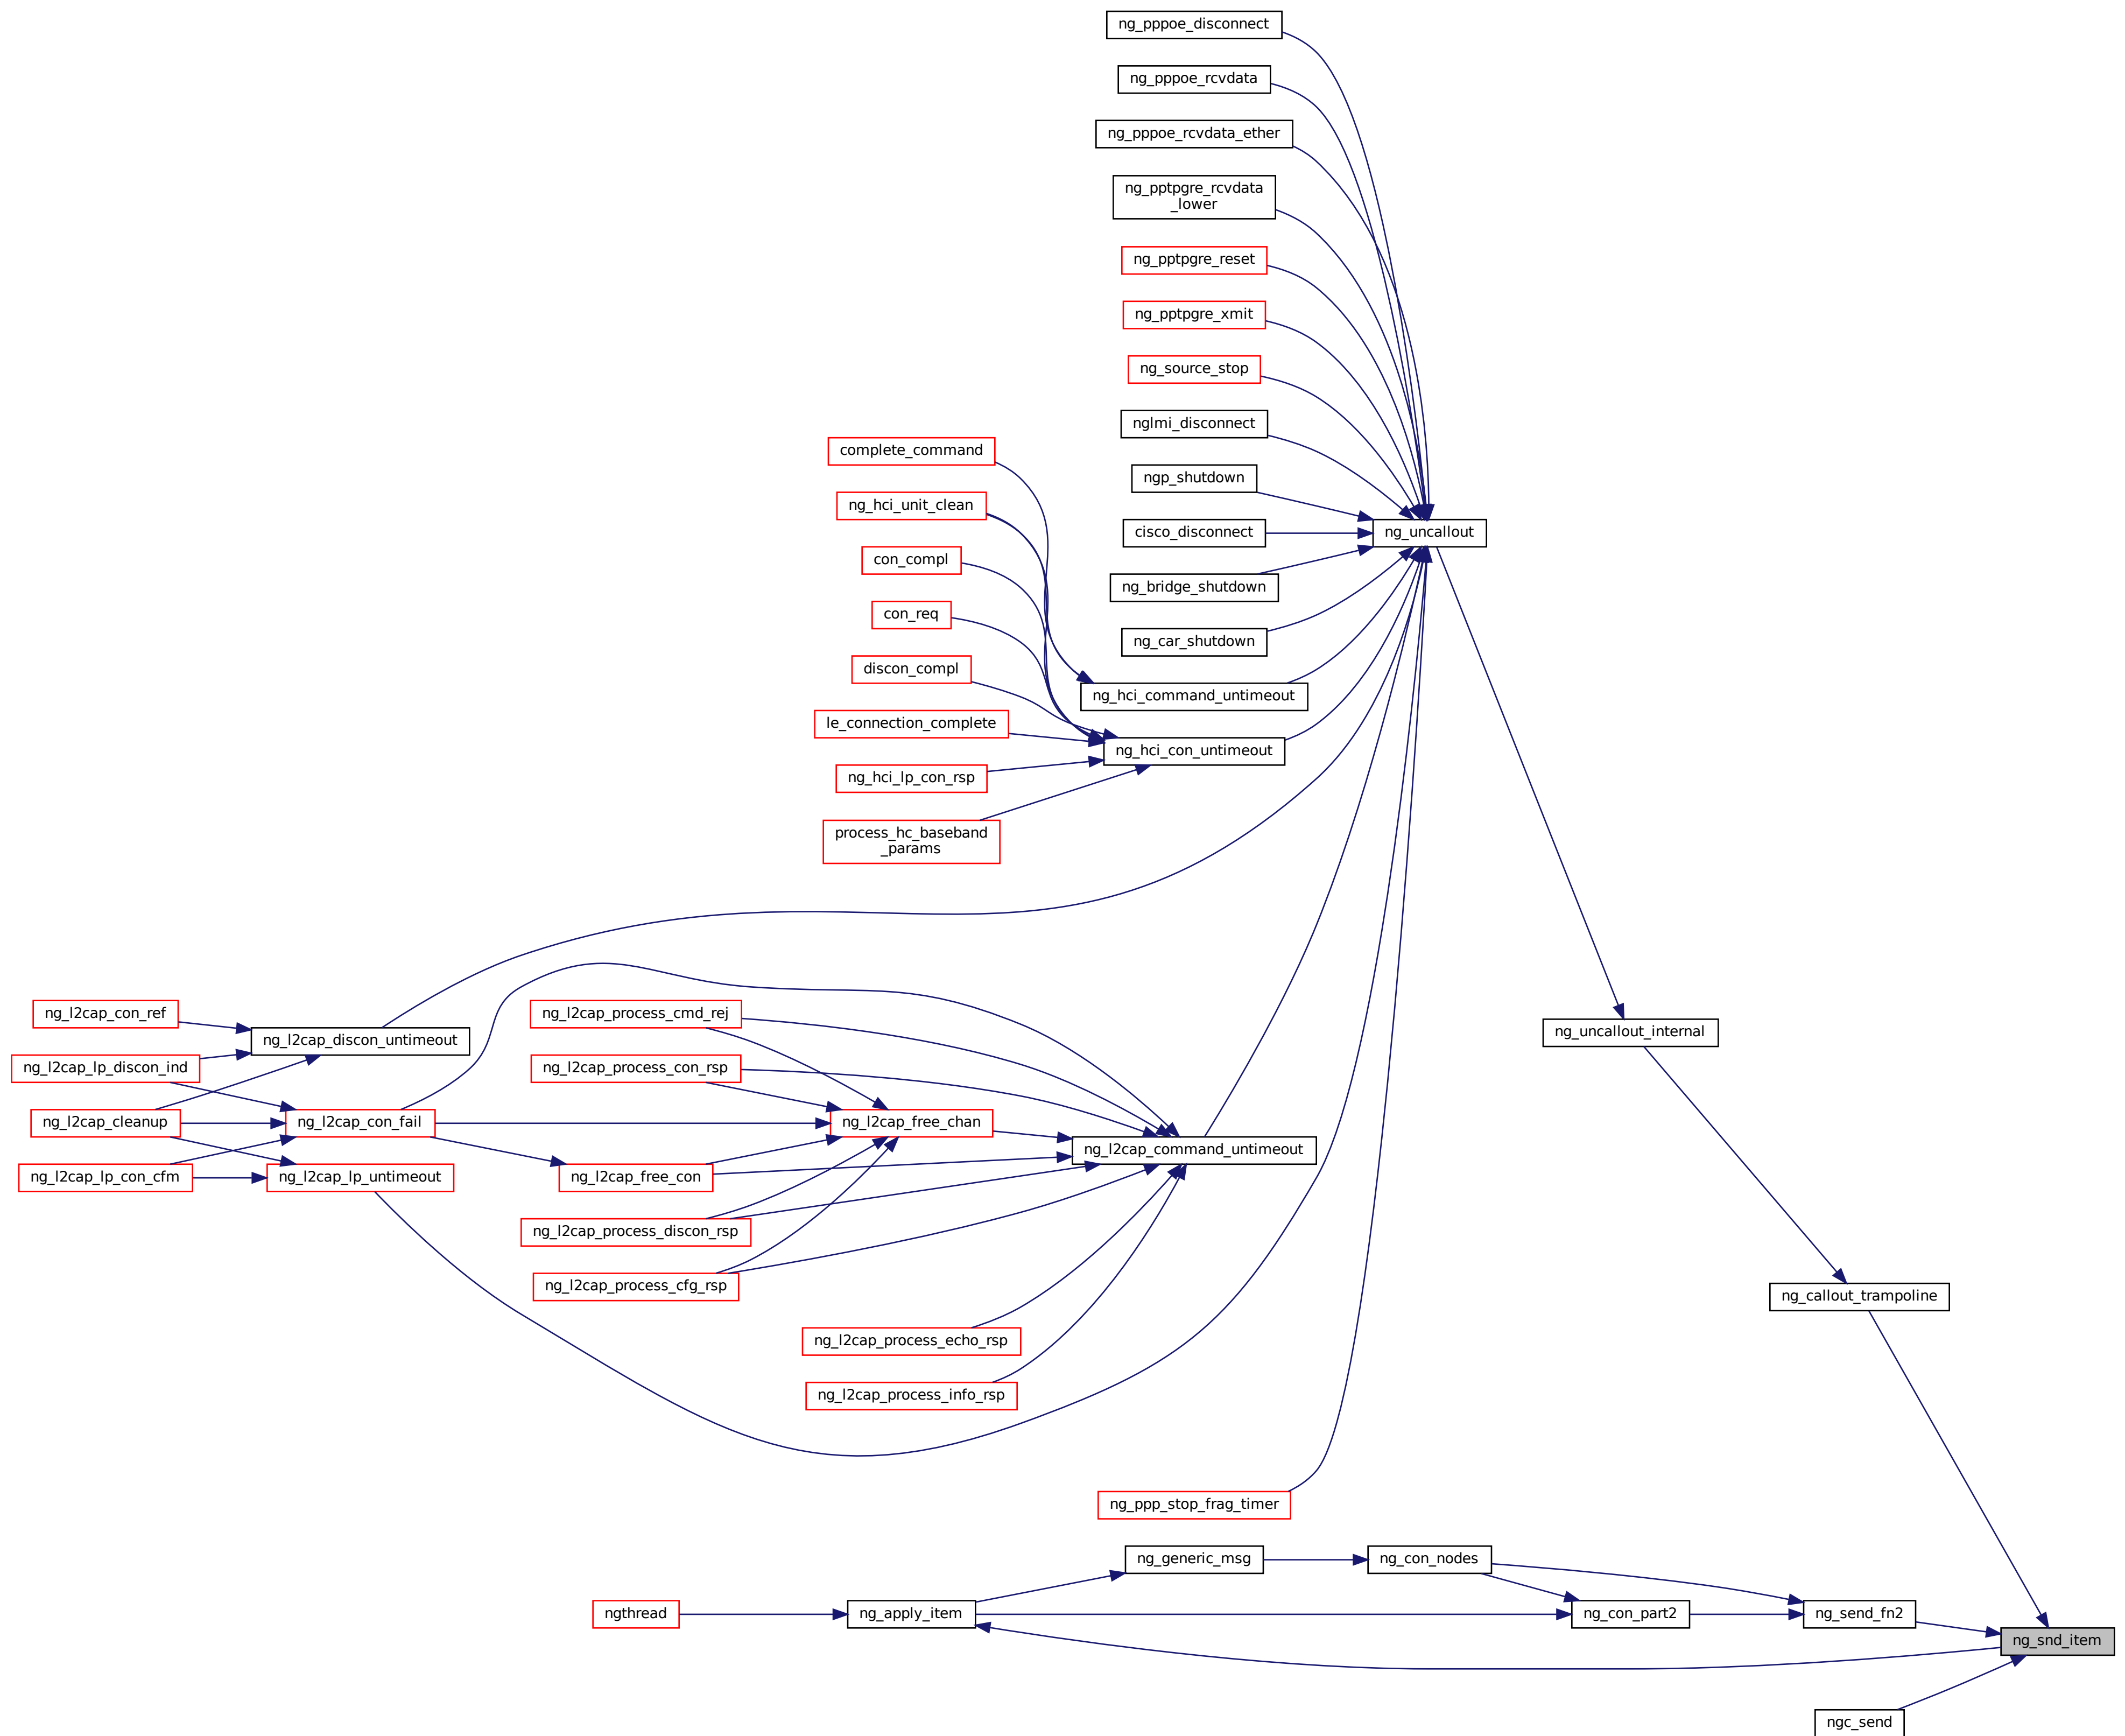 ng_pppoe_disconnect
ng_pppoe_rcvdata
ng_pppoe_rcvdata_ether
ng_pptpgre_rcvdata
_lower
ng_pptpgre_reset
ng_pptpgre_xmit
ng_source_stop
nglmi_disconnect
complete_command
ngp_shutdown
ng_hci_unit_clean
cisco_disconnect
ng_uncallout
con_compl
ng_bridge_shutdown
con_req
ng_car_shutdown
discon_compl
ng_hci_command_untimeout
le_connection_complete
ng_hci_con_untimeout
ng_hci_lp_con_rsp
process_hc_baseband
_params
ng_l2cap_con_ref
ng_l2cap_process_cmd_rej
ng_uncallout_internal
ng_l2cap_discon_untimeout
ng_l2cap_lp_discon_ind
ng_l2cap_process_con_rsp
ng_l2cap_cleanup
ng_l2cap_con_fail
ng_l2cap_free_chan
ng_l2cap_command_untimeout
ng_l2cap_lp_con_cfm
ng_l2cap_lp_untimeout
ng_l2cap_free_con
ng_l2cap_process_discon_rsp
ng_l2cap_process_cfg_rsp
ng_callout_trampoline
ng_l2cap_process_echo_rsp
ng_l2cap_process_info_rsp
ng_ppp_stop_frag_timer
ng_generic_msg
ng_con_nodes
ngthread
ng_apply_item
ng_con_part2
ng_send_fn2
ng_snd_item
ngc_send